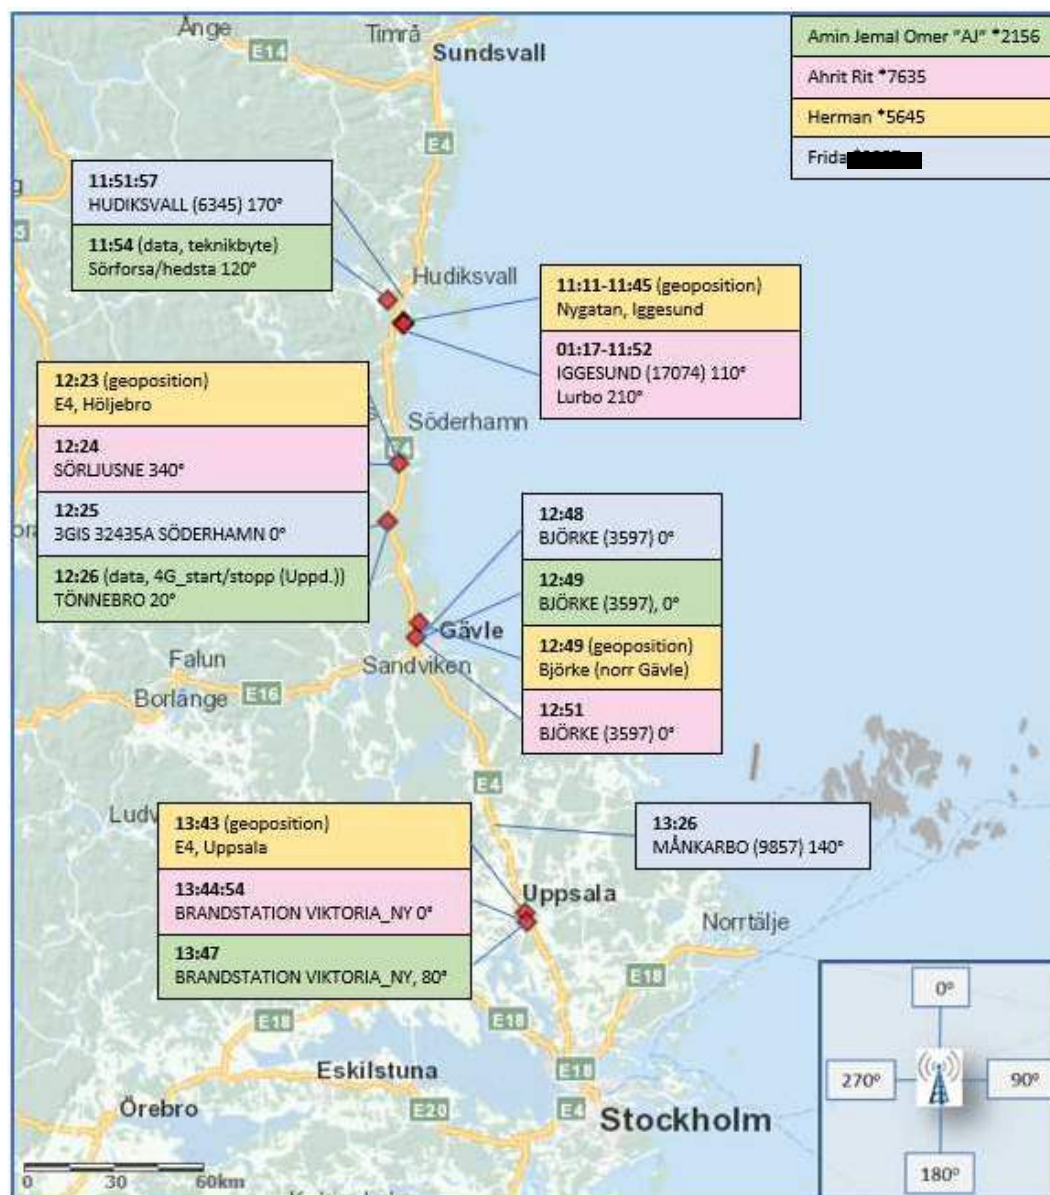 Ånge
Timrå
E14
Sundsvall
E4
Amin Jemal Omer "AJ" *2156
Ahrit Rit *7635
Herman *5645
Frida
11:51:57
HUDIKSVALL (6345) 170°
11:54 (data, teknikbyte)
Sörforsa/hedsta 120°
Hudiksvall
11:11-11:45 (geoposition)
Nygatan, Iggesund
01:17-11:52
IGGESUND (17074) 110°
Lurbo 210°
12:23 (geoposition)
E4, Höljebro
12:24
SÖRLJUSNE 340°
12:25
3GIS 32435A SÖDERHAMN 0°
12:26 (data, 4G_start/stopp (Uppd.))
TÖNNEBRO 20°
Söderhamn
E4
12:48
BJÖRKE (3597) 0°
12:49
BJÖRKE (3597), 0°
12:49 (geoposition)
Björke (norr Gävle)
12:51
BJÖRKE (3597) 0°
Gävle
Sandviken
Falun
Borlänge
E16
E4
Ludv
13:43 (geoposition)
E4, Uppsala
13:44:54
BRANDSTATION VIKTORIA_NY 0°
13:47
BRANDSTATION VIKTORIA_NY, 80°
13:26
MÅNKARBO (9857) 140°
Uppsala
Norrtälje
E18
E18
E18
Eskilstuna
E18
Örebro
E20
E4
Stockholm
0°
270°
90°
180°
0 30 60km